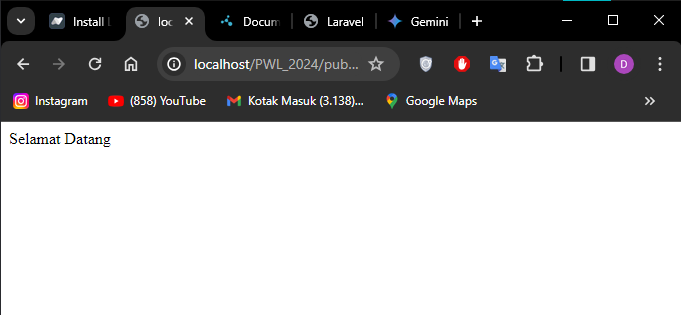 Install
loc
Docum
Laravel
Gemini
localhost/PWL_2024/pub...
D
Instagram
(858) YouTube
Kotak Masuk (3.138)...
Google Maps
Selamat Datang